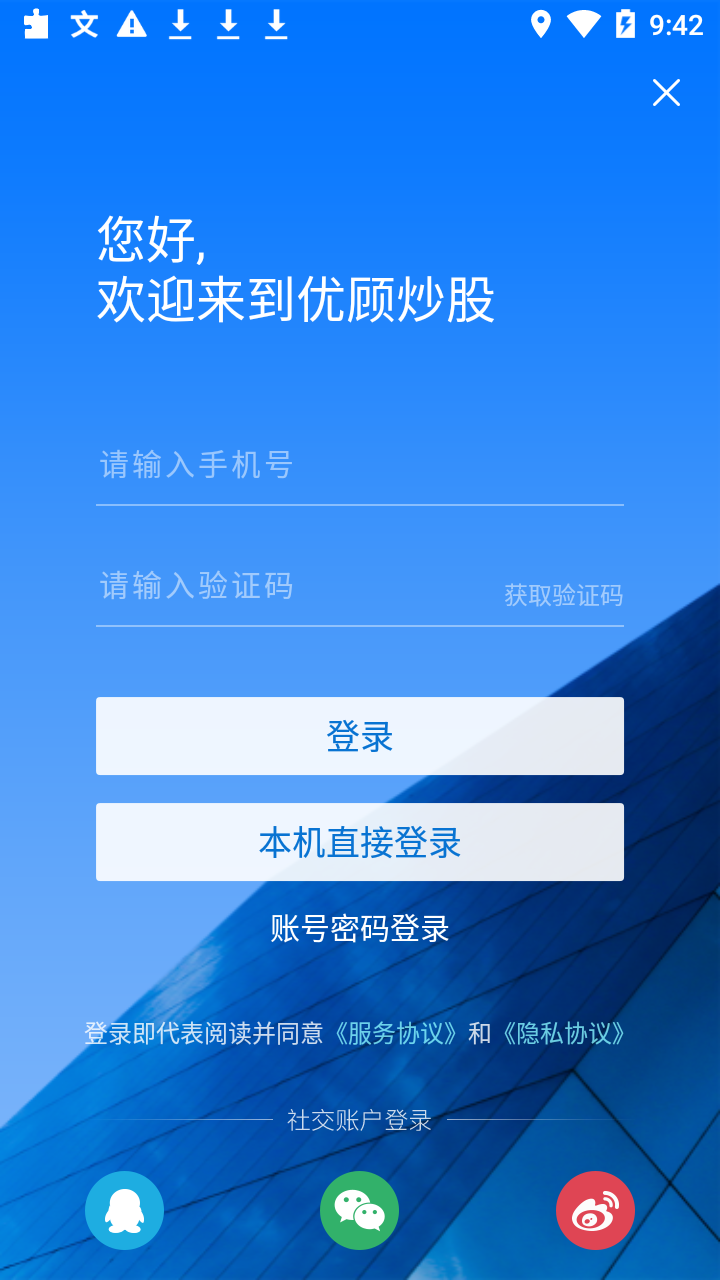 文 9:42
您好,
欢迎来到优顾炒股
请输入手机号
请输入验证码 获取验证码
登录
本机直接登录
账号密码登录
登录即代表阅读并同意《服务协议》和《隐私协议》
社交账户登录